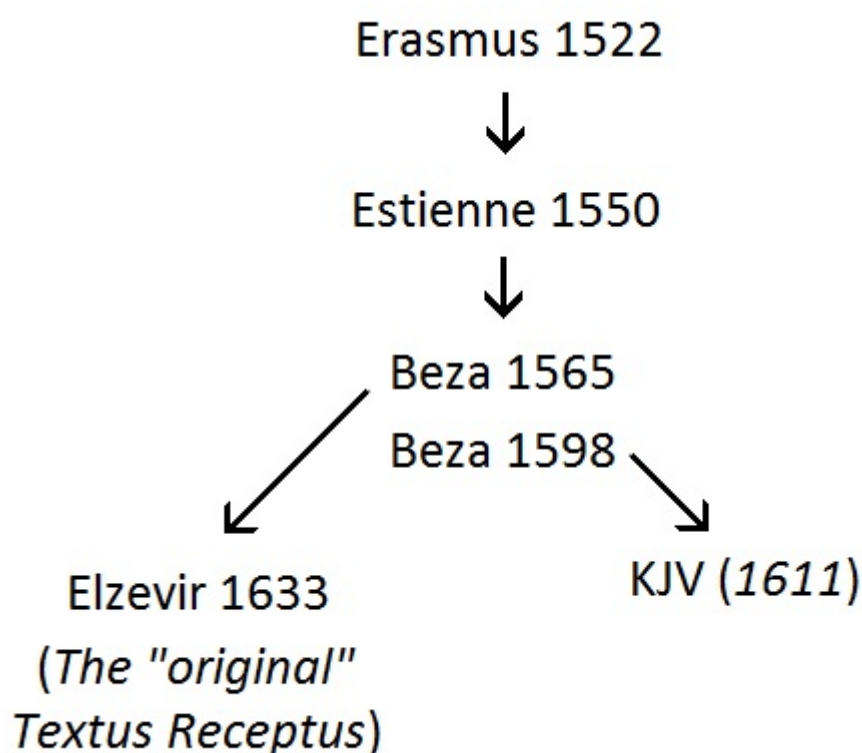 Erasmus 1522
Estienne 1550
Beza 1565
Beza 1598
Elzevir 1633
(The "original"
Textus Receptus)
KJV (1611)